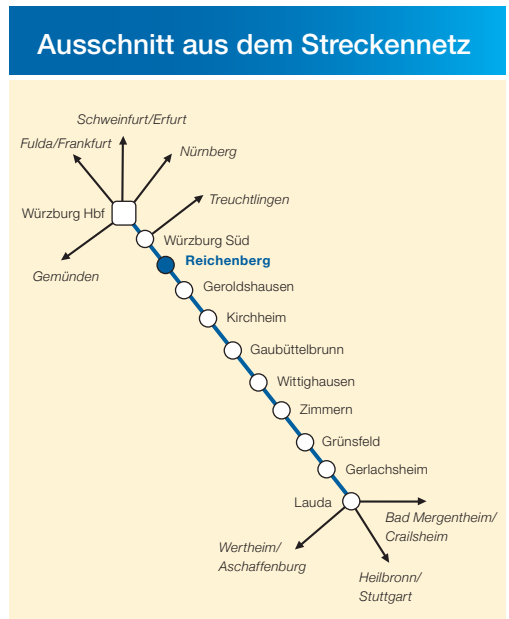 Ausschnitt aus dem Streckennetz
Schweinfurt/Erfurt
Fulda/Frankfurt
Nürnberg
Treuchtlingen
Würzburg Hbf
Würzburg Süd
Reichenberg
Gemünden
Geroldshausen
Kirchheim
Gaubüttelbrunn
Wittighausen
Zimmern
Grünsfeld
Gerlachsheim
Lauda
Bad Mergentheim/
Crailsheim
Wertheim/
Aschaffenburg
Heilbronn/
Stuttgart